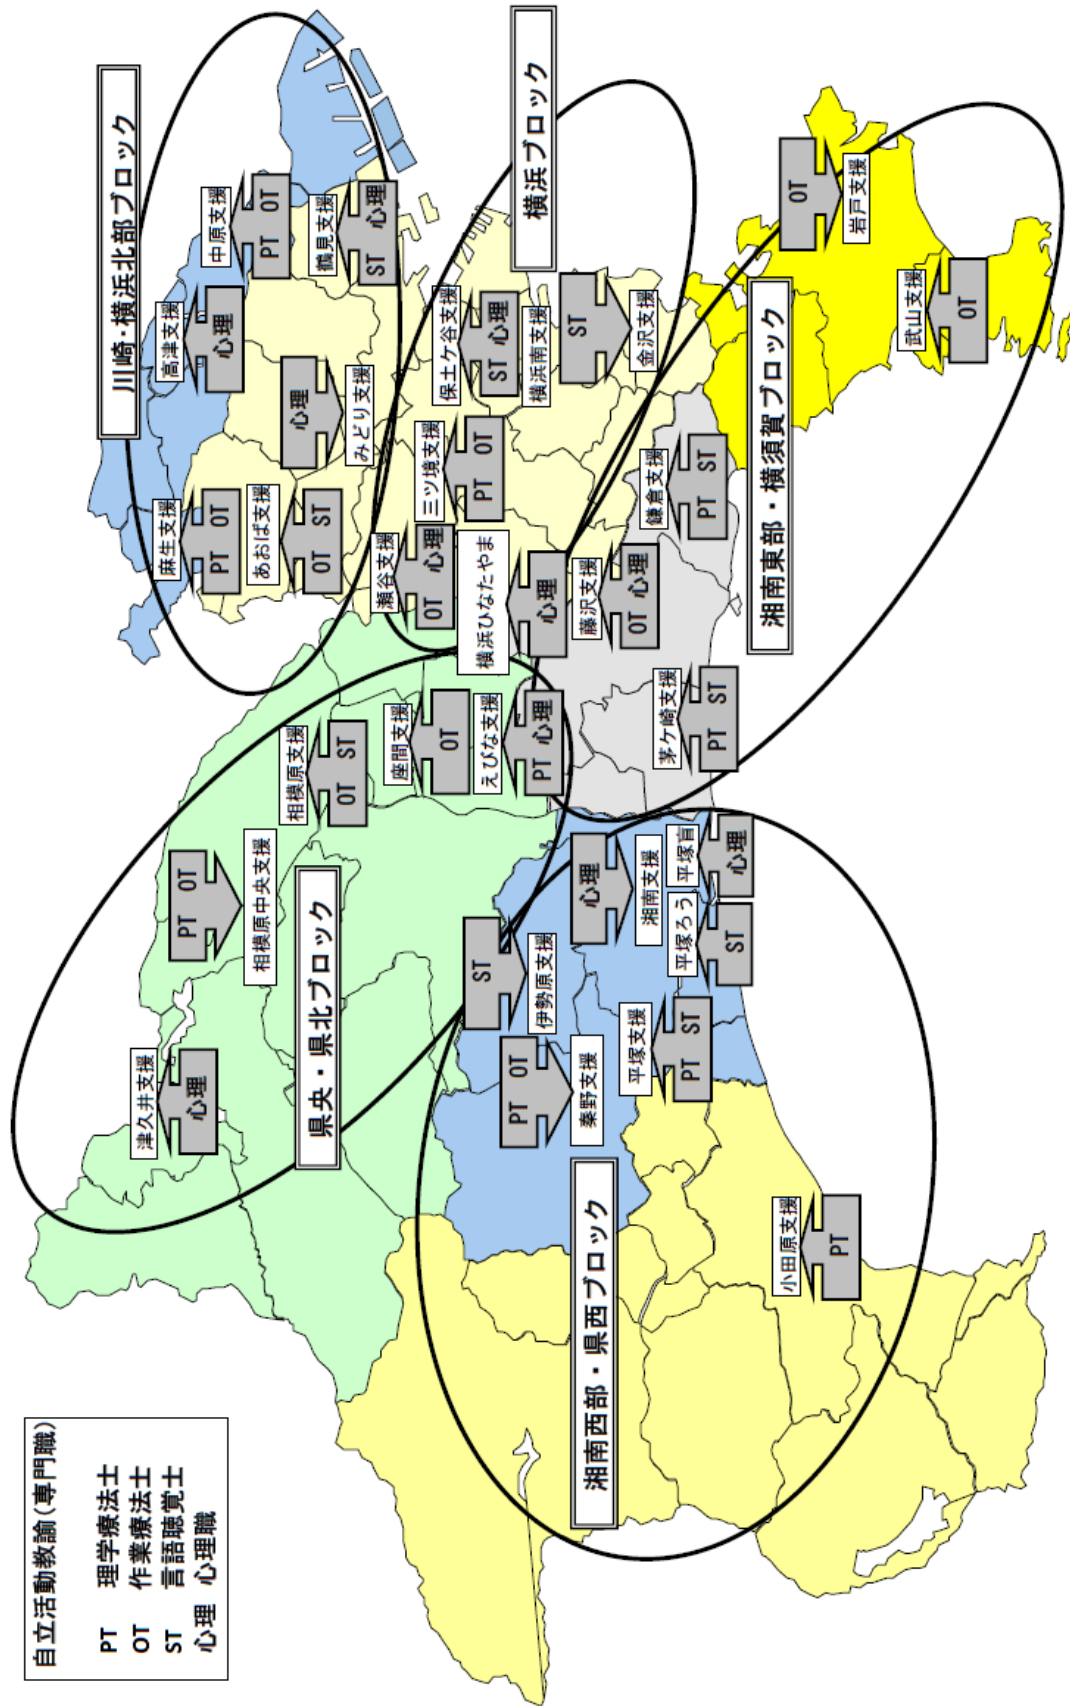 自立活動教諭(専門職)
PT 理学療法士
OT 作業療法士
ST 言語聴覚士
心理 心理職
川崎・横浜北部ブロック
麻生支援
PT OT
高津支援
心理
中原支援
PT OT
あおば支援
OT ST
みどり支援
心理
鶴見支援
ST 心理
横浜ブロック
瀬谷支援
OT 心理
三ツ境支援
PT OT
保土ケ谷支援
ST 心理
横浜南支援
ST
金沢支援
横浜ひなたやま
心理
湘南東部・横須賀ブロック
藤沢支援
OT 心理
鎌倉支援
PT ST
茅ケ崎支援
PT ST
岩戸支援
OT
武山支援
OT
県央・県北ブロック
津久井支援
心理
相模原中央支援
PT OT
相模原支援
OT ST
座間支援
OT
えびな支援
PT 心理
湘南西部・県西ブロック
伊勢原支援
ST
秦野支援
PT OT
湘南支援
心理
平塚支援
PT ST
平塚ろう
ST
平塚盲
心理
小田原支援
PT